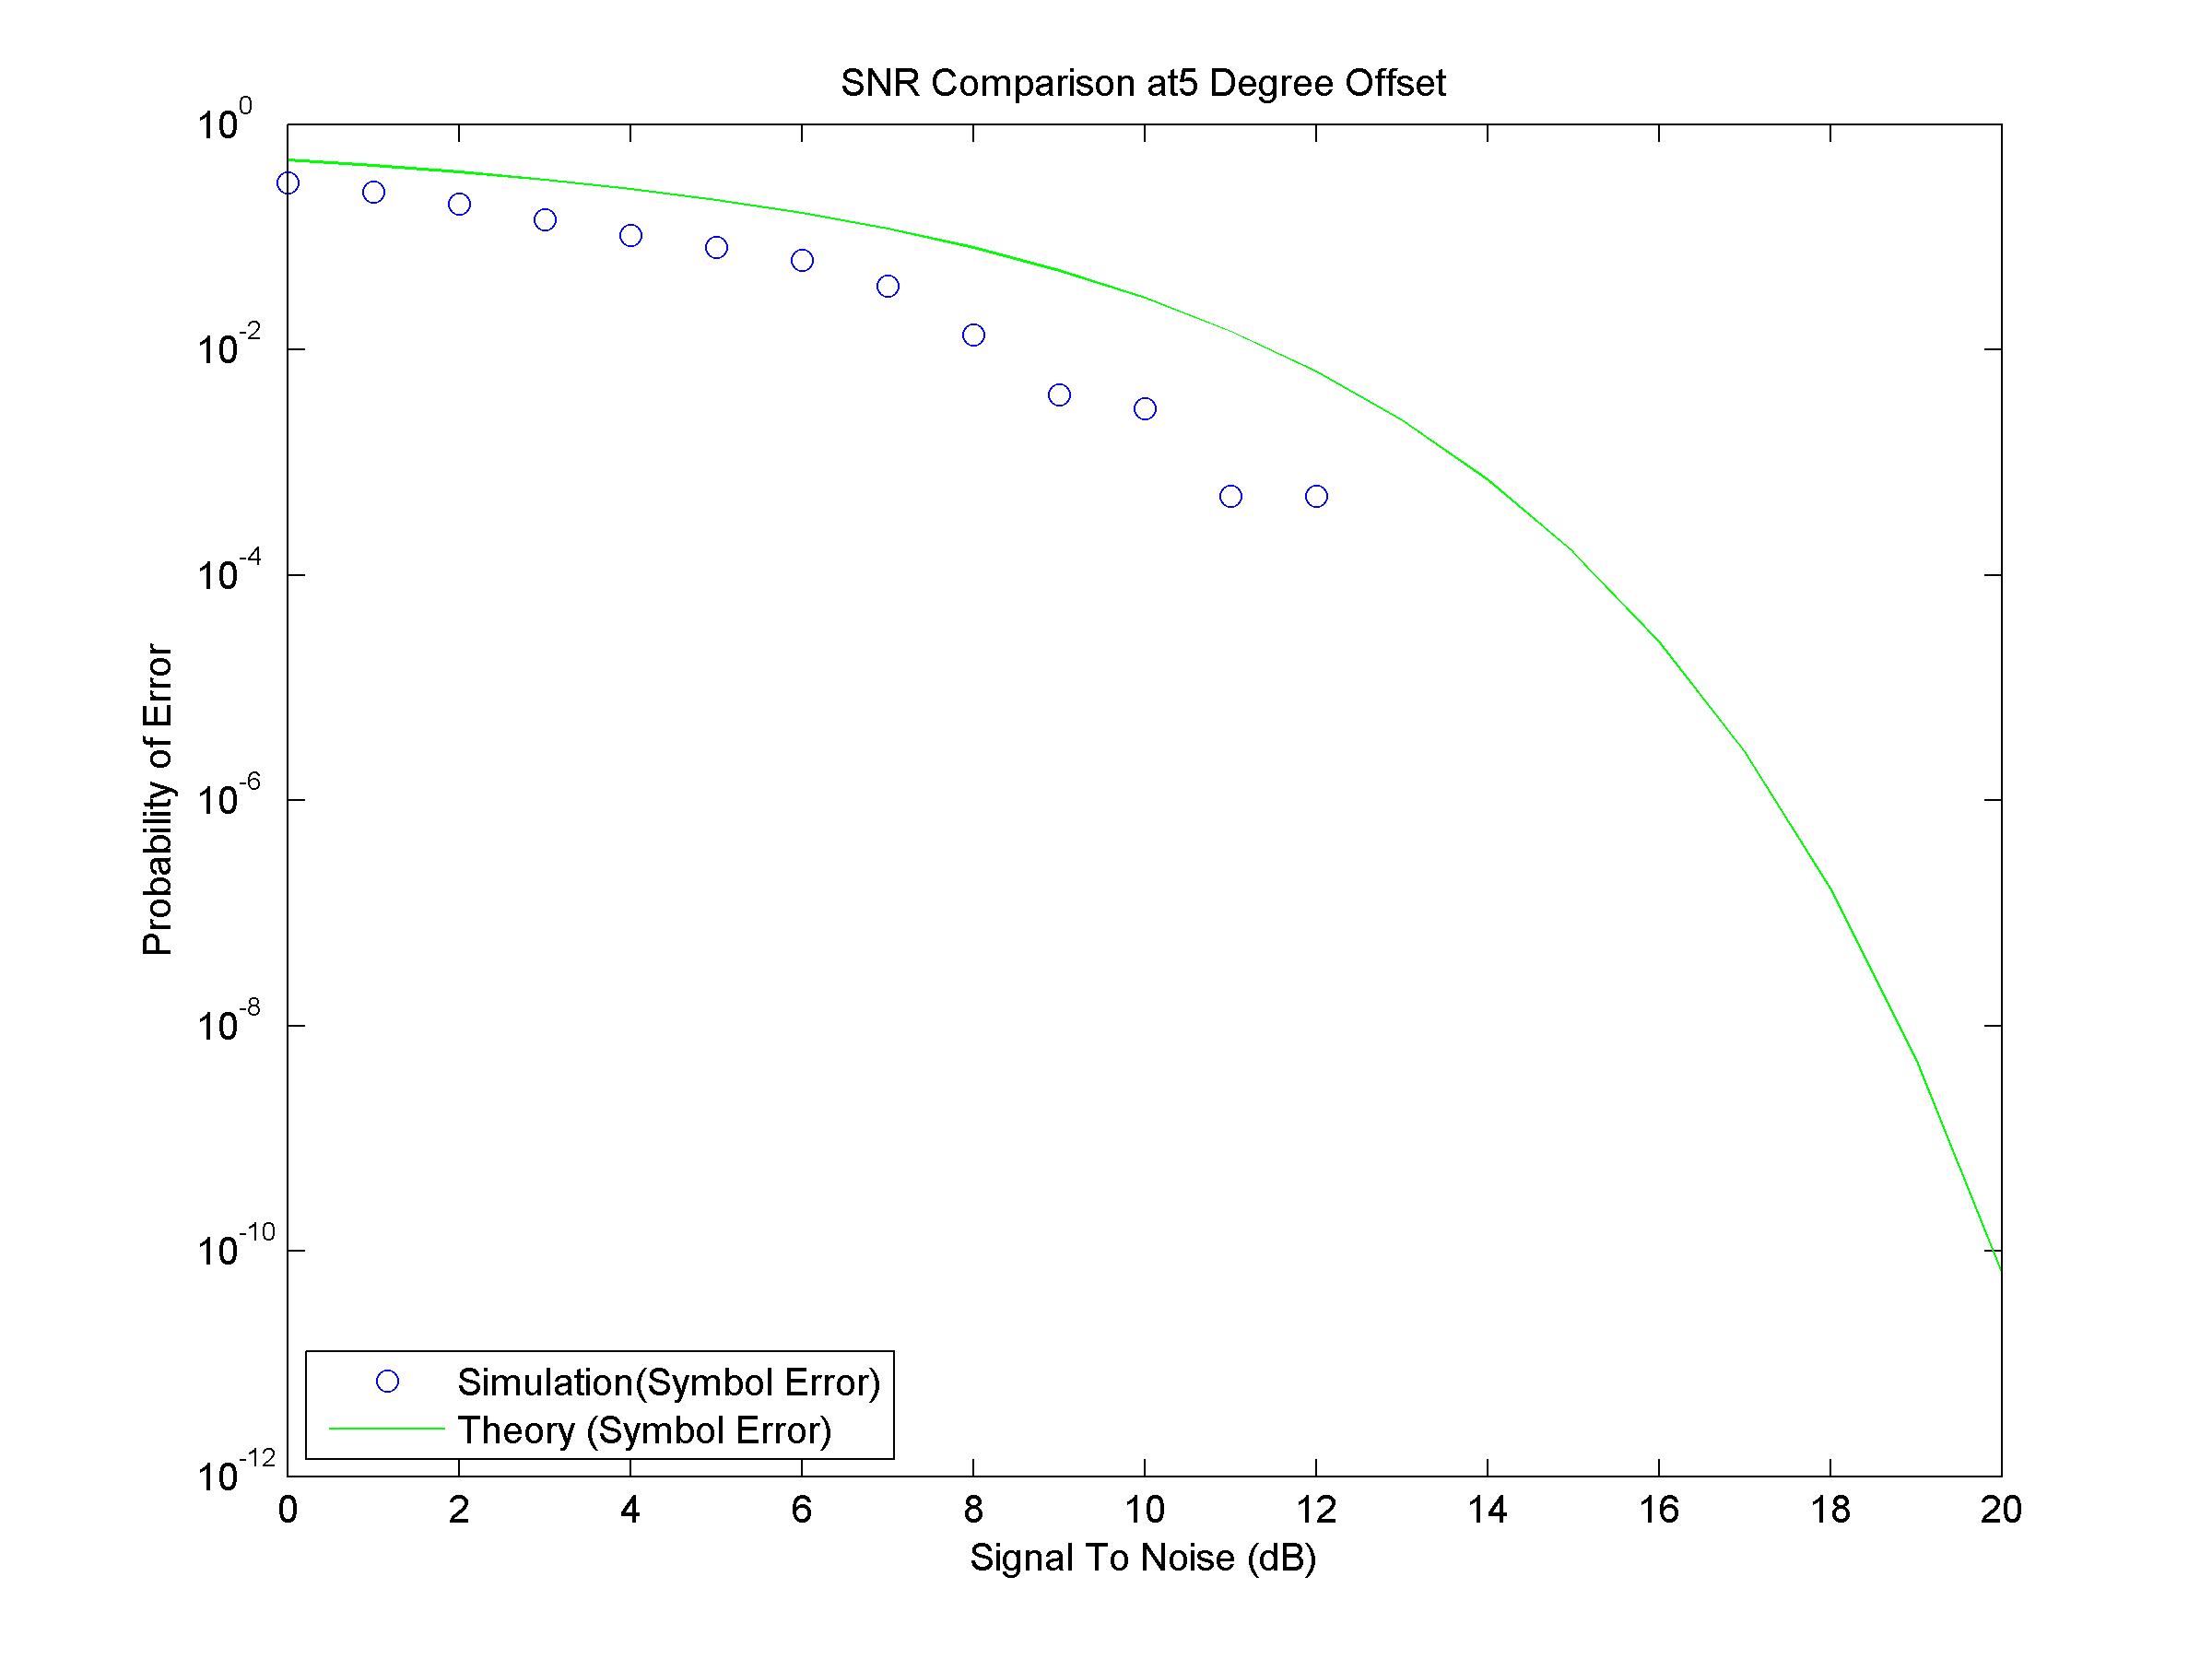 SNR Comparison at5 Degree Offset
10^0
10^-2
10^-4
10^-6
10^-8
10^-10
10^-12
Probability of Error
Simulation(Symbol Error)
Theory (Symbol Error)
0 2 4 6 8 10 12 14 16 18 20
Signal To Noise (dB)